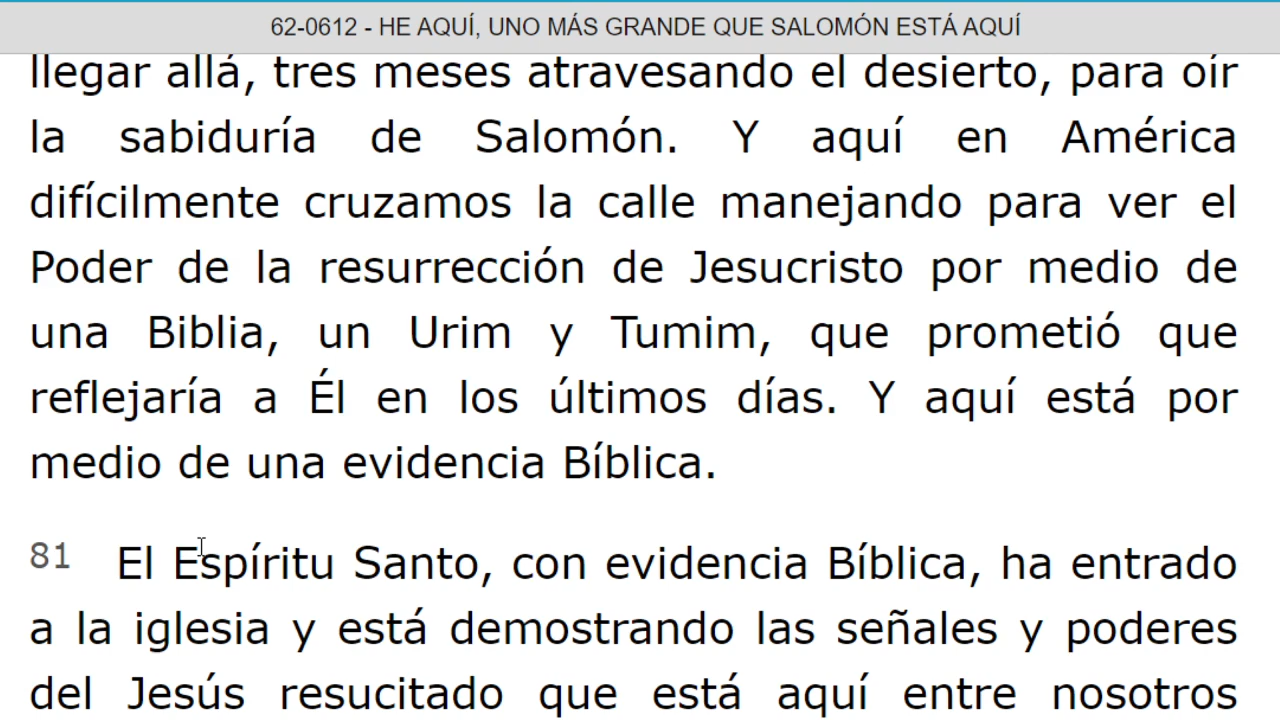 62-0612 - HE AQUÍ, UNO MÁS GRANDE QUE SALOMÓN ESTÁ AQUÍ
llegar allá, tres meses atravesando el desierto, para oír
la sabiduría de Salomón. Y aquí en América
difícilmente cruzamos la calle manejando para ver el
Poder de la resurrección de Jesucristo por medio de
una Biblia, un Urim y Tumim, que prometió que
reflejaría a Él en los últimos días. Y aquí está por
medio de una evidencia Bíblica.
81 El Espíritu Santo, con evidencia Bíblica, ha entrado
a la iglesia y está demostrando las señales y poderes
del Jesús resucitado que está aquí entre nosotros